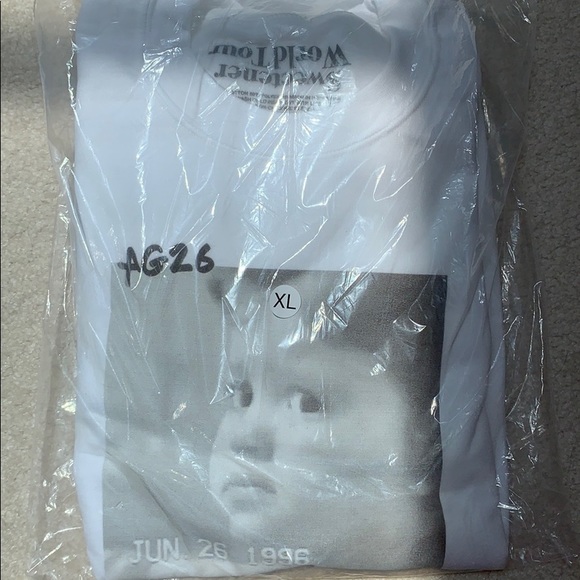 Sweetener
World Tour
AG26
XL
JUN. 26 1996